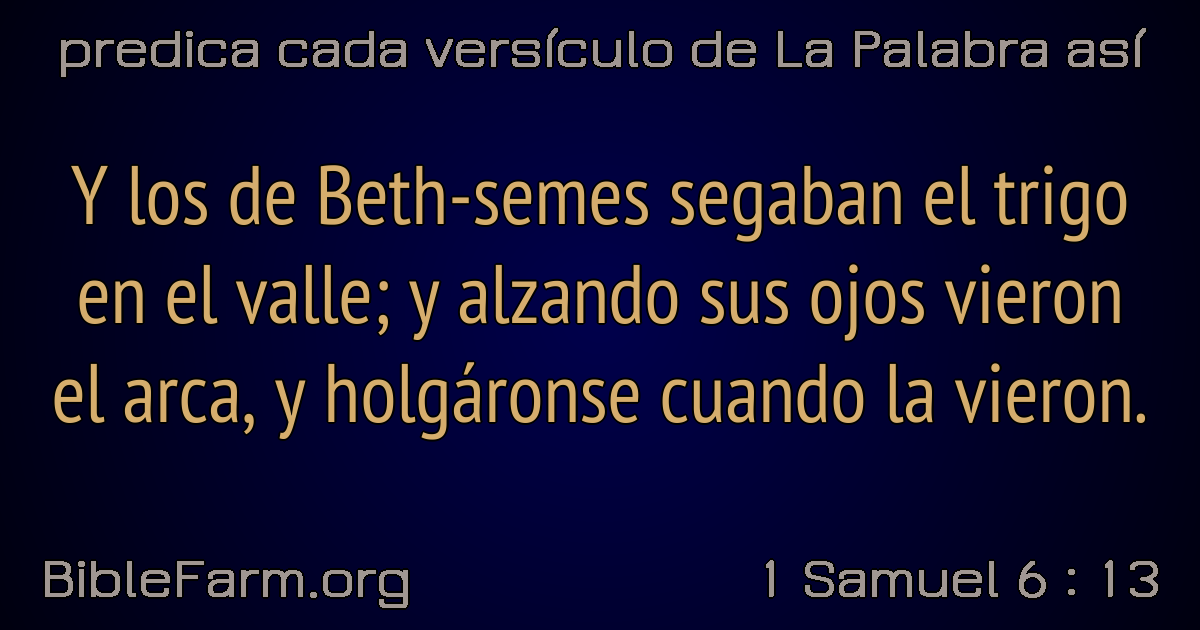 predica cada versículo de La Palabra así
Y los de Beth-semes segaban el trigo
en el valle; y alzando sus ojos vieron
el arca, y holgáronse cuando la vieron.
BibleFarm.org
1 Samuel 6 : 13